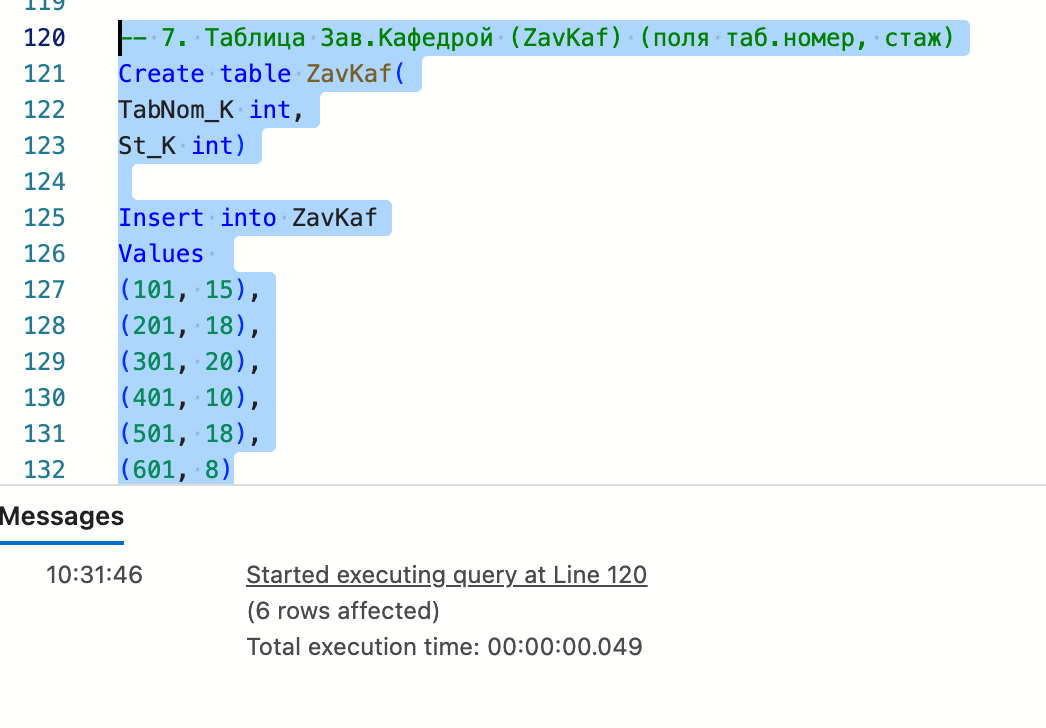 119
120 -- 7. Таблица Зав.Кафедрой (ZavKaf) (поля таб.номер, стаж)
121 Create table ZavKaf(
122 TabNom_K int,
123 St_K int)
124
125 Insert into ZavKaf
126 Values
127 (101, 15),
128 (201, 18),
129 (301, 20),
130 (401, 10),
131 (501, 18),
132 (601, 8)
Messages
10:31:46 Started executing query at Line 120
(6 rows affected)
Total execution time: 00:00:00.049